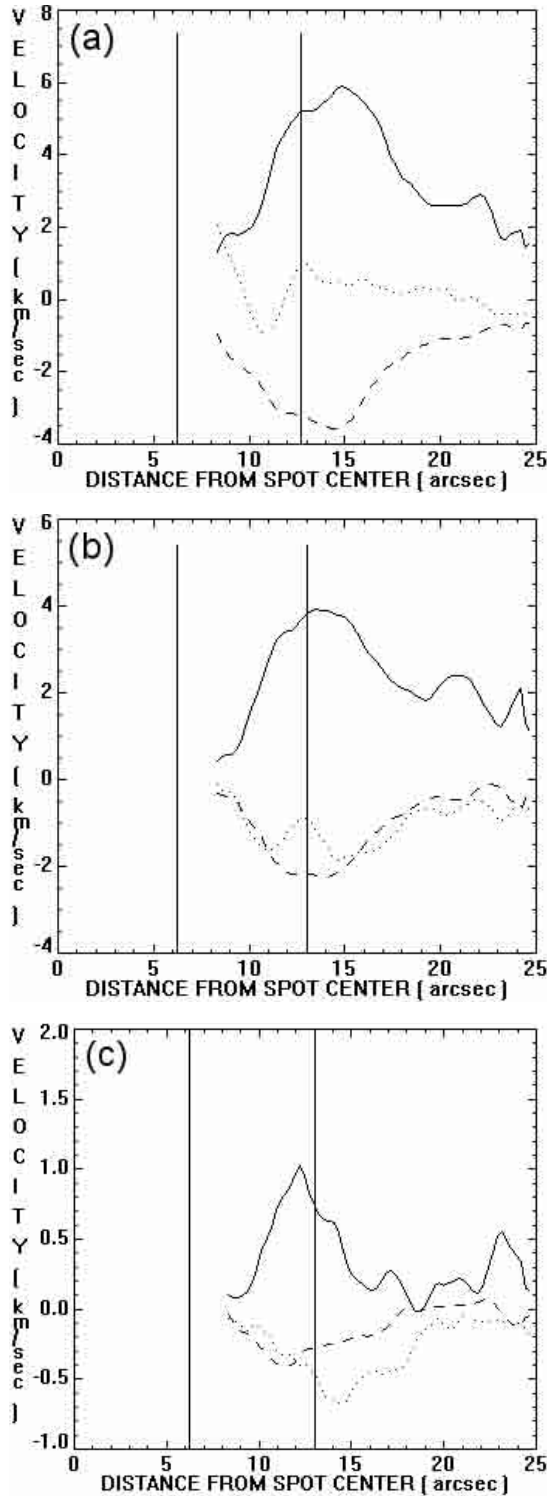 (a)
VELOCITY (km/sec)
8
6
4
2
0
-2
-4
0 5 10 15 20 25
DISTANCE FROM SPOT CENTER ( arcsec )
(b)
VELOCITY (km/sec)
6
4
2
0
-2
-4
0 5 10 15 20 25
DISTANCE FROM SPOT CENTER ( arcsec )
(c)
VELOCITY (km/sec)
2.0
1.5
1.0
0.5
0.0
-0.5
-1.0
0 5 10 15 20 25
DISTANCE FROM SPOT CENTER ( arcsec )